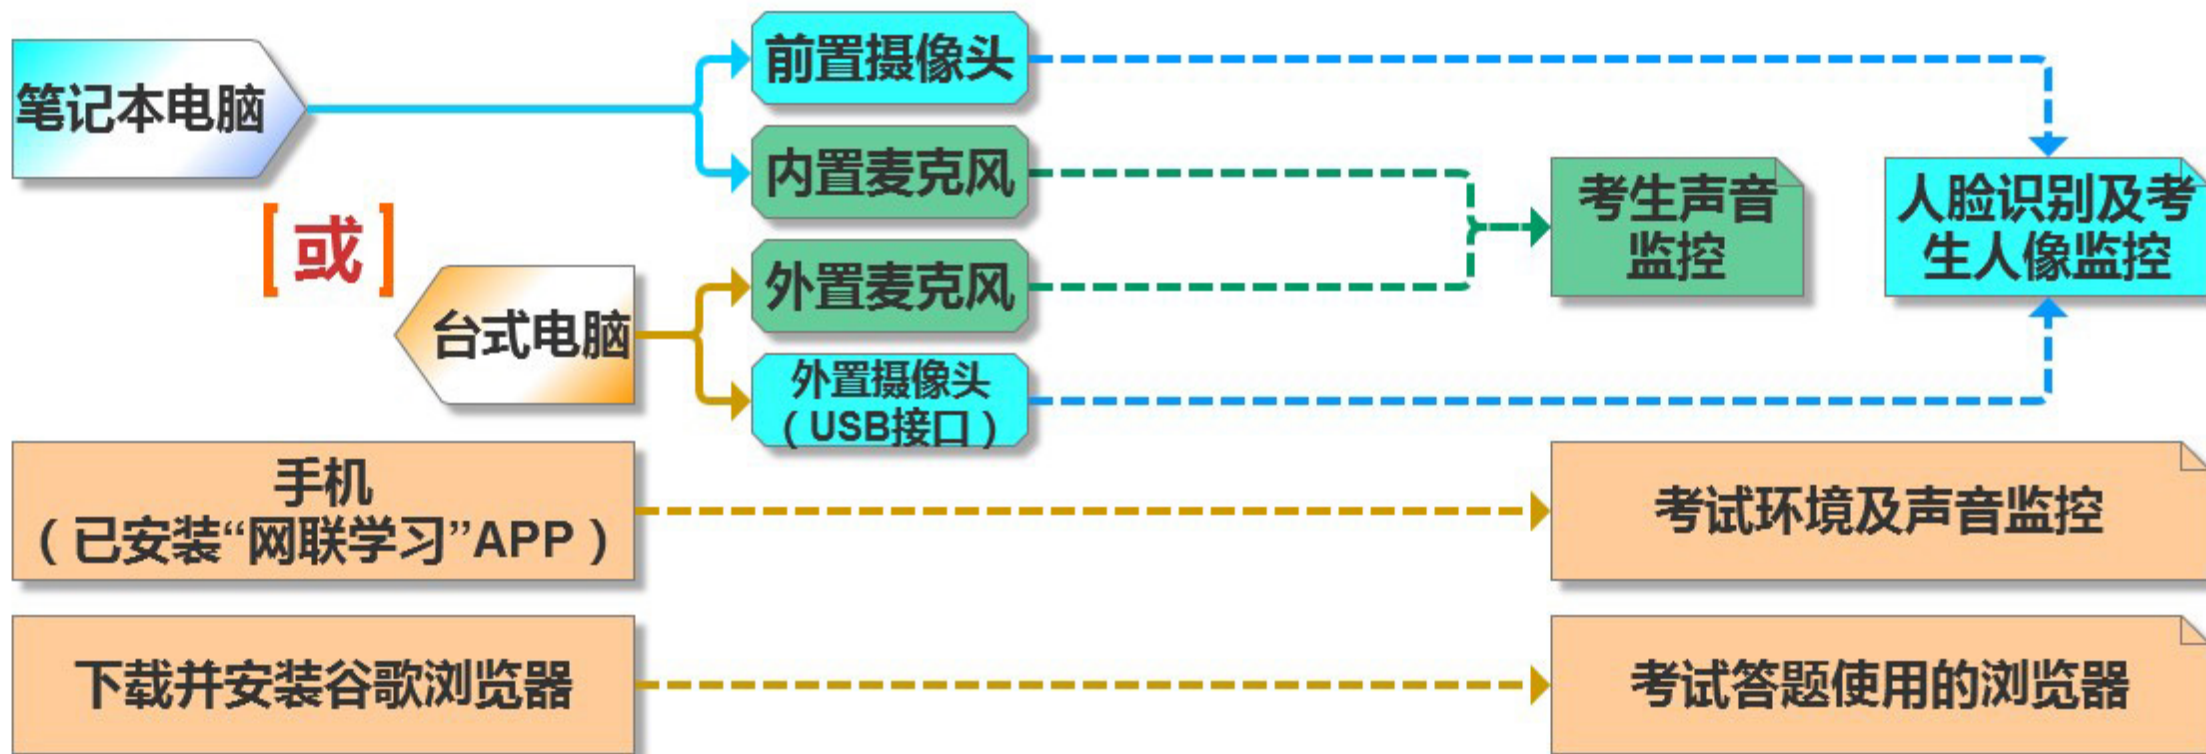 笔记本电脑
前置摄像头
内置麦克风
[或]
外置麦克风
台式电脑
外置摄像头
（USB接口）
考生声音
监控
人脸识别及考
生人像监控
手机
（已安装“网联学习”APP）
考试环境及声音监控
下载并安装谷歌浏览器
考试答题使用的浏览器